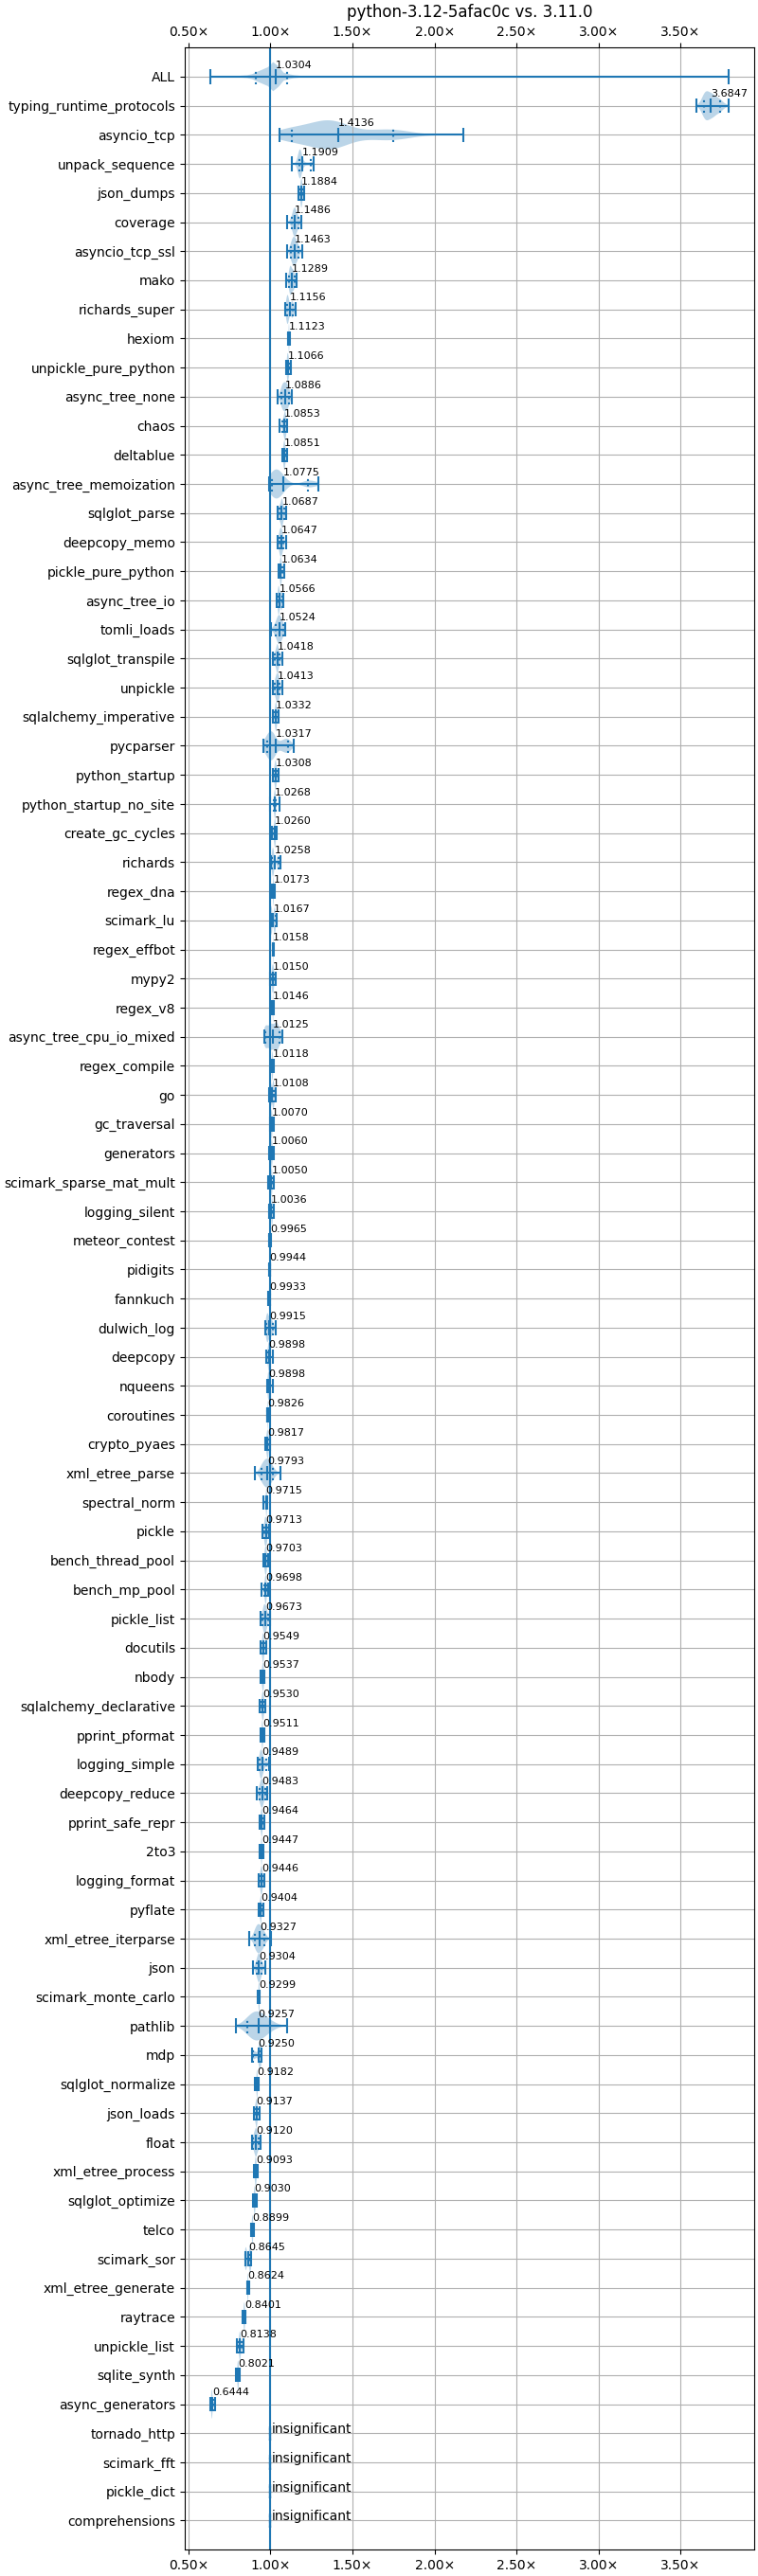 python-3.12-5afac0c vs. 3.11.0
0.50× 1.00× 1.50× 2.00× 2.50× 3.00× 3.50×
ALL 1.0304
typing_runtime_protocols 3.6847
asyncio_tcp 1.4136
unpack_sequence 1.1909
json_dumps 1.1884
coverage 1.1486
asyncio_tcp_ssl 1.1463
mako 1.1289
richards_super 1.1156
hexiom 1.1123
unpickle_pure_python 1.1066
async_tree_none 1.0886
chaos 1.0853
deltablue 1.0851
async_tree_memoization 1.0775
sqlglot_parse 1.0687
deepcopy_memo 1.0647
pickle_pure_python 1.0634
async_tree_io 1.0566
tomli_loads 1.0524
sqlglot_transpile 1.0418
unpickle 1.0413
sqlalchemy_imperative 1.0332
pycparser 1.0317
python_startup 1.0308
python_startup_no_site 1.0268
create_gc_cycles 1.0260
richards 1.0258
regex_dna 1.0173
scimark_lu 1.0167
regex_effbot 1.0158
mypy2 1.0150
regex_v8 1.0146
async_tree_cpu_io_mixed 1.0125
regex_compile 1.0118
go 1.0108
gc_traversal 1.0070
generators 1.0060
scimark_sparse_mat_mult 1.0050
logging_silent 1.0036
meteor_contest 0.9965
pidigits 0.9944
fannkuch 0.9933
dulwich_log 0.9915
deepcopy 0.9898
nqueens 0.9898
coroutines 0.9826
crypto_pyaes 0.9817
xml_etree_parse 0.9793
spectral_norm 0.9715
pickle 0.9713
bench_thread_pool 0.9703
bench_mp_pool 0.9698
pickle_list 0.9673
docutils 0.9549
nbody 0.9537
sqlalchemy_declarative 0.9530
pprint_pformat 0.9511
logging_simple 0.9489
deepcopy_reduce 0.9483
pprint_safe_repr 0.9464
2to3 0.9447
logging_format 0.9446
pyflate 0.9404
xml_etree_iterparse 0.9327
json 0.9304
scimark_monte_carlo 0.9299
pathlib 0.9257
mdp 0.9250
sqlglot_normalize 0.9182
json_loads 0.9137
float 0.9120
xml_etree_process 0.9093
sqlglot_optimize 0.9030
telco 0.8899
scimark_sor 0.8645
xml_etree_generate 0.8624
raytrace 0.8401
unpickle_list 0.8138
sqlite_synth 0.8021
async_generators 0.6444
tornado_http insignificant
scimark_fft insignificant
pickle_dict insignificant
comprehensions insignificant
0.50× 1.00× 1.50× 2.00× 2.50× 3.00× 3.50×